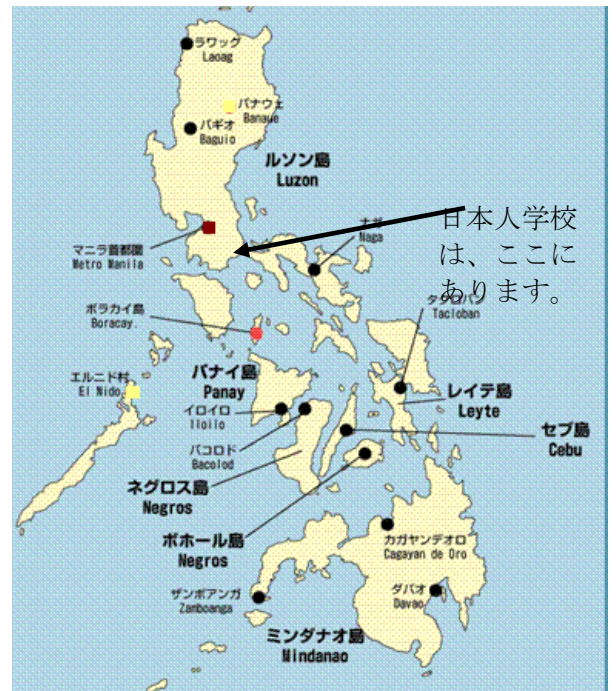 ラワッグ
Laoag
バナウェ
Banaue
バギオ
Baguio
ルソン島
Luzon
日本人学校
は、ここに
あります。
ナガ
Naga
マニラ首都圏
Metro Manila
ボラカイ島
Boracay.
タクロバン
Tacloban
パナイ島
Panay
エルニド村
El Nido
レイテ島
Leyte
イロイロ
Iloilo
セブ島
Cebu
バコロド
Bacolod
ネグロス島
Negros
ボホール島
Negros
カガヤンデオロ
Cagayan de Oro
ザンボアンガ
Zamboanga
ダバオ
Davao
ミンダナオ島
Mindanao